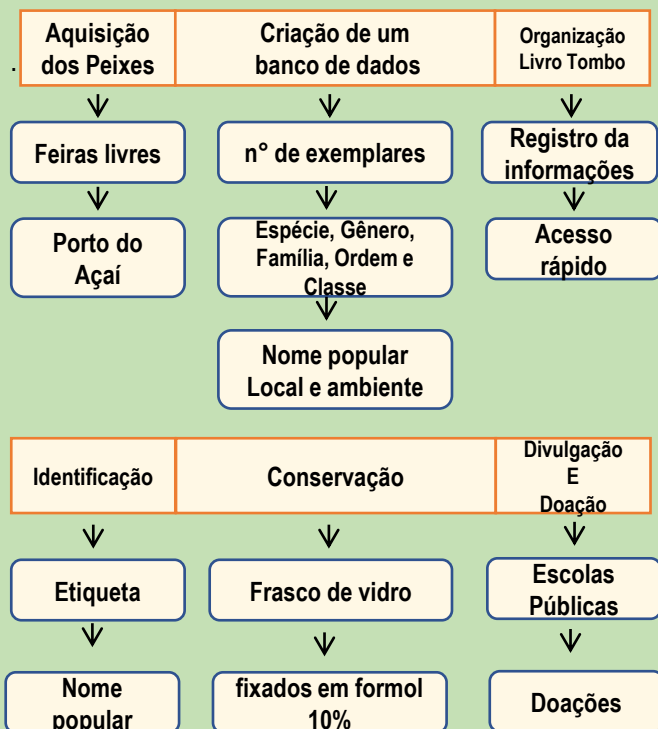 Aquisição
dos Peixes
Criação de um
banco de dados
Organização
Livro Tombo
.
Feiras livres
n° de exemplares
Registro da
informações
Porto do
Açaí
Espécie, Gênero,
Família, Ordem e
Classe
Acesso
rápido
Nome popular
Local e ambiente
Identificação
Conservação
Divulgação
E
Doação
Etiqueta
Frasco de vidro
Escolas
Públicas
Nome
popular
fixados em formol
10%
Doações